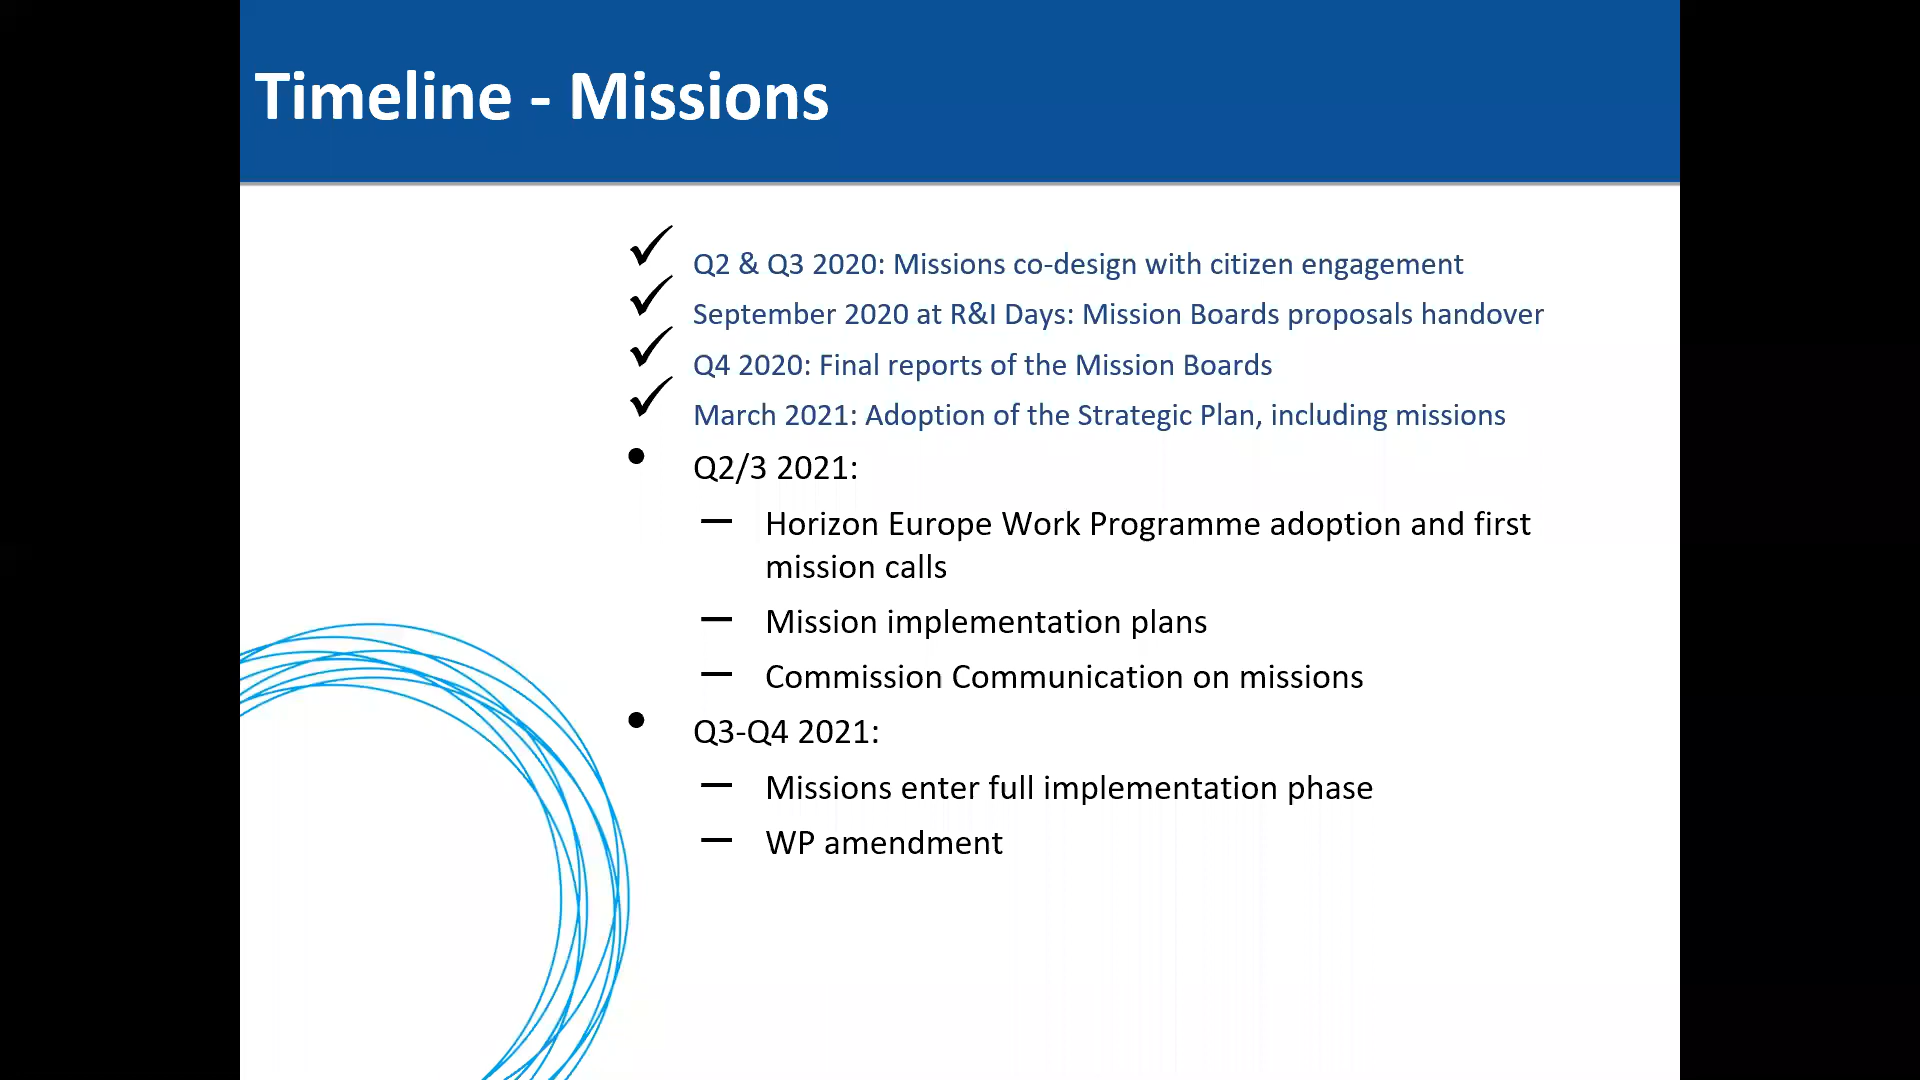 Timeline - Missions
✓ Q2 & Q3 2020: Missions co-design with citizen engagement
✓ September 2020 at R&I Days: Mission Boards proposals handover
✓ Q4 2020: Final reports of the Mission Boards
✓ March 2021: Adoption of the Strategic Plan, including missions
• Q2/3 2021:
– Horizon Europe Work Programme adoption and first
mission calls
– Mission implementation plans
– Commission Communication on missions
• Q3-Q4 2021:
– Missions enter full implementation phase
– WP amendment